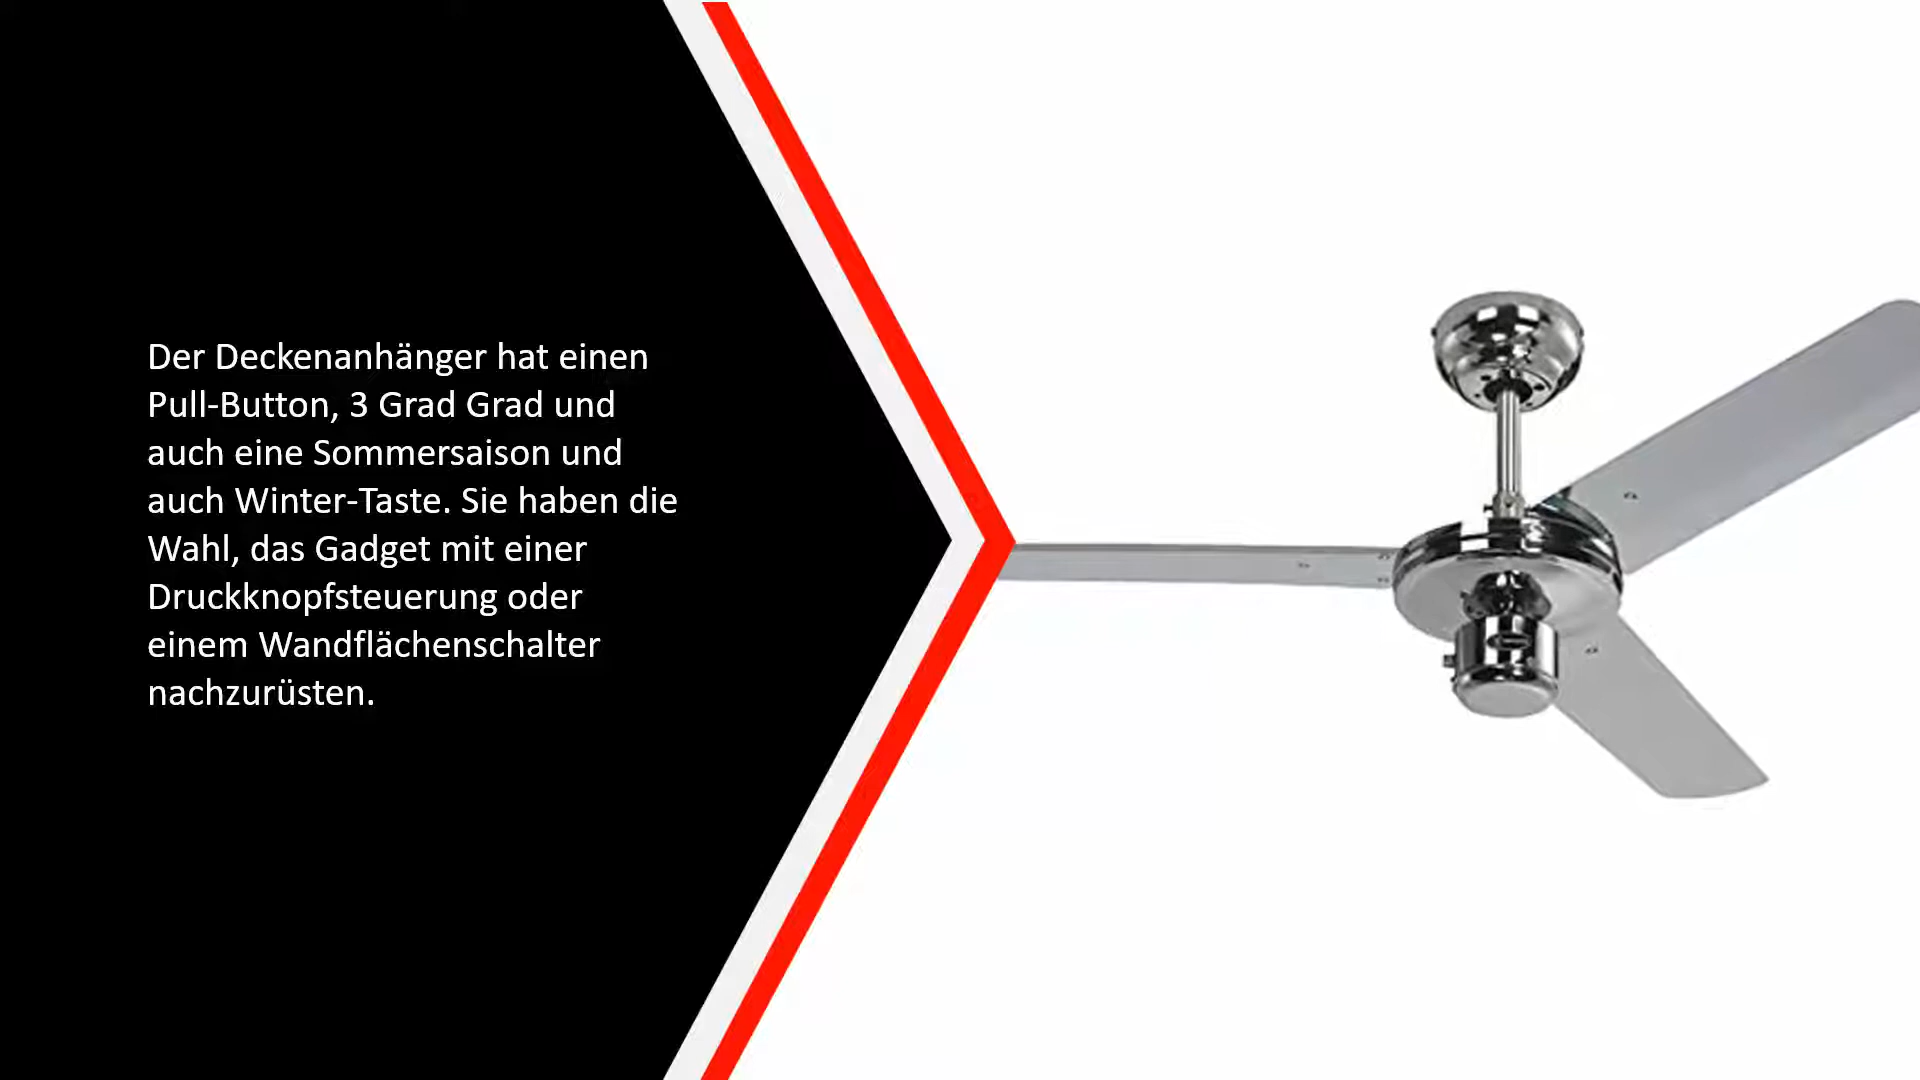 Der Deckenanhänger hat einen
Pull-Button, 3 Grad Grad und
auch eine Sommersaison und
auch Winter-Taste. Sie haben die
Wahl, das Gadget mit einer
Druckknopfsteuerung oder
einem Wandflächenschalter
nachzurüsten.